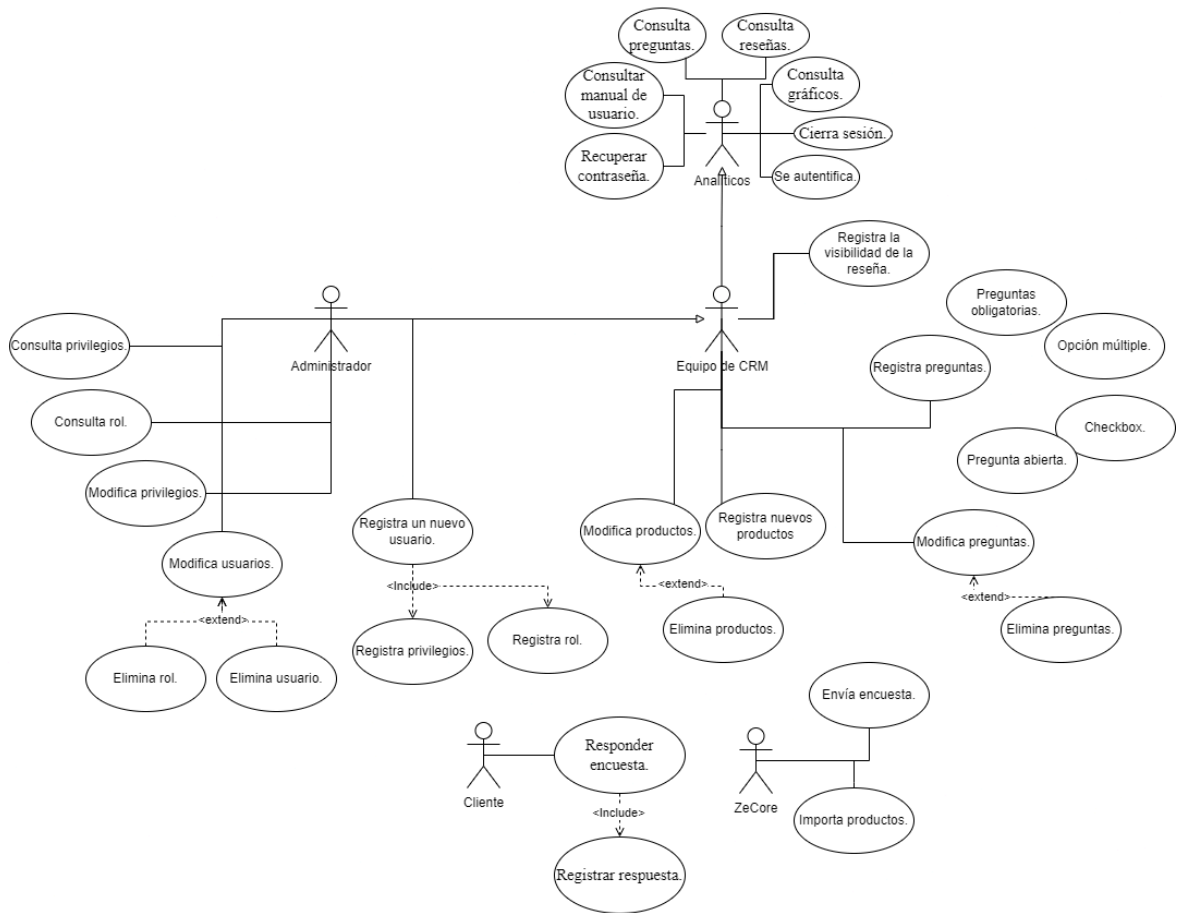 Consulta
preguntas.
Consulta
reseñas.
Consultar
manual de
usuario.
Consulta
gráficos.
Cierra sesión.
Recuperar
contraseña.
Se autentifica.
Analíticos
Registra la
visibilidad de la
reseña.
Preguntas
obligatorias.
Opción múltiple.
Consulta privilegios.
Administrador
Equipo de CRM
Registra preguntas.
Consulta rol.
Checkbox.
Pregunta abierta.
Modifica privilegios.
Registra un nuevo
usuario.
Modifica productos.
Registra nuevos
productos
Modifica preguntas.
Modifica usuarios.
<Include>
<extend>
<extend>
<extend>
Registra privilegios.
Registra rol.
Elimina productos.
Elimina preguntas.
Elimina rol.
Elimina usuario.
Envía encuesta.
Responder
encuesta.
Cliente
ZeCore
<Include>
Importa productos.
Registrar respuesta.